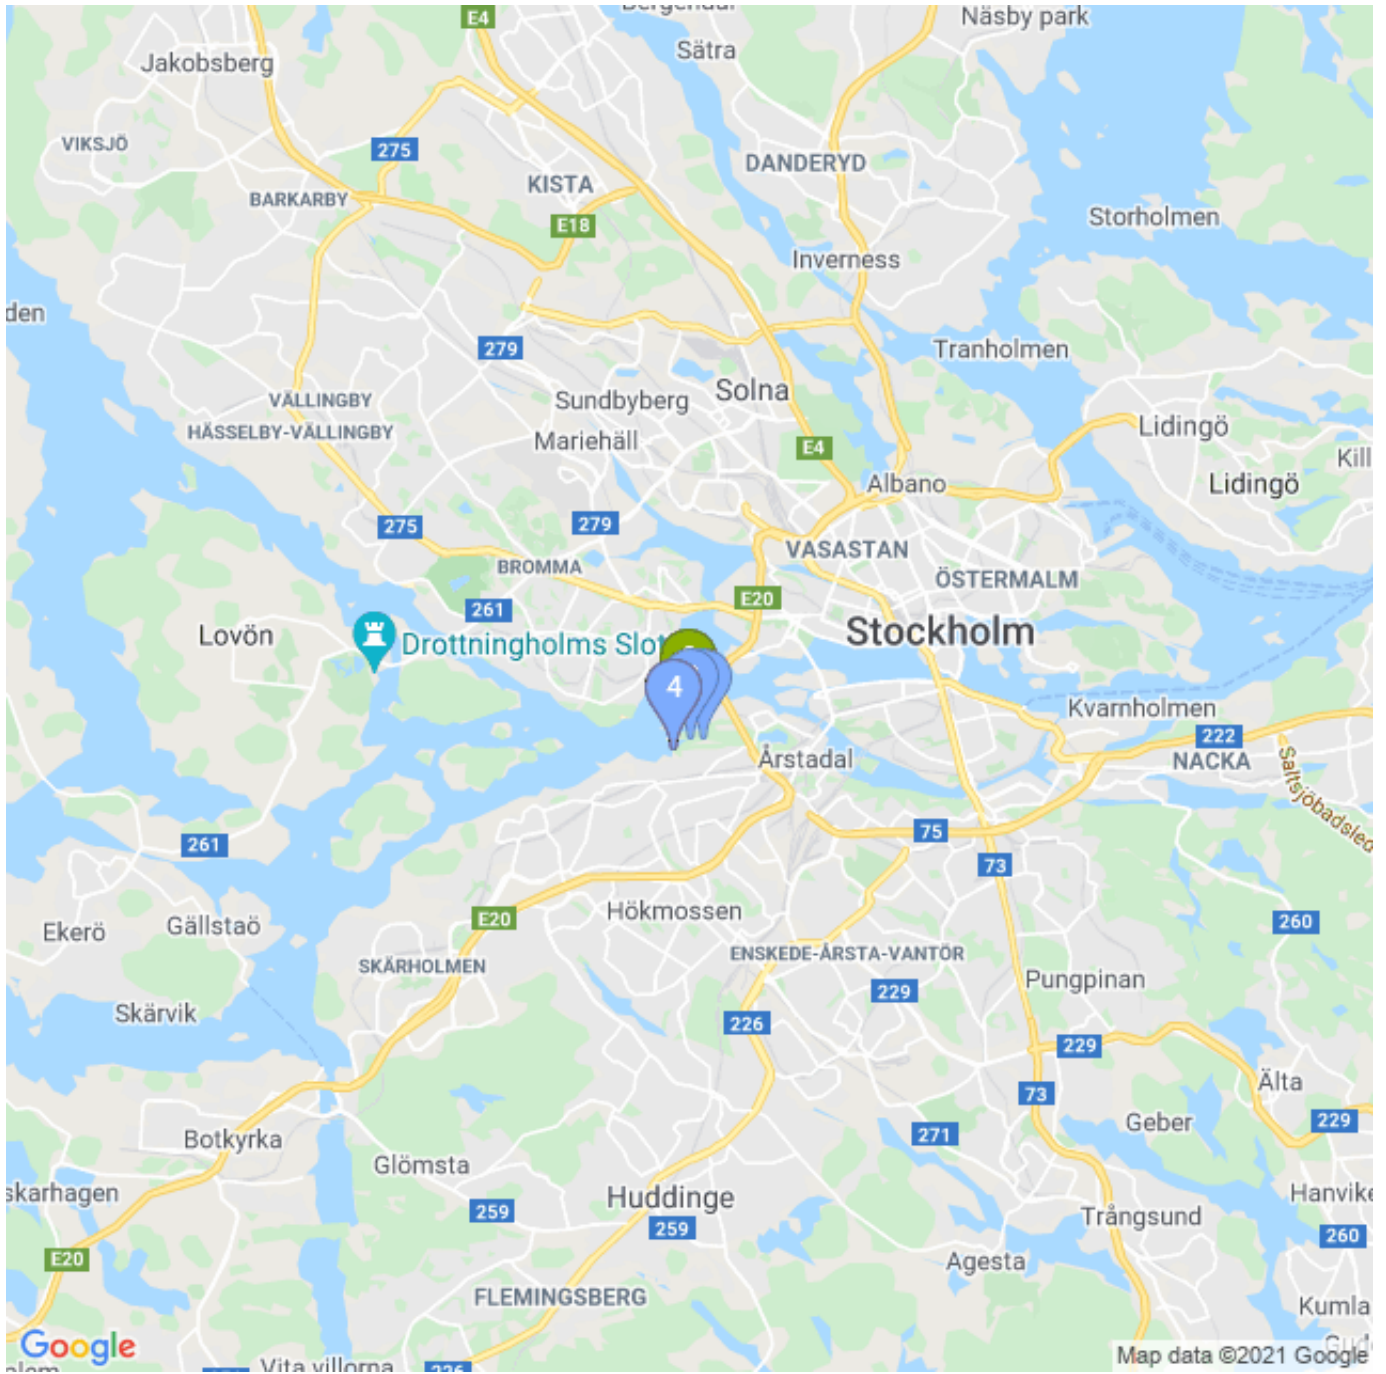 E4
Näsby park
Sätra
Jakobsberg
VIKSJÖ
275
DANDERYD
KISTA
BARKARBY
Storholmen
E18
Inverness
den
279
Tranholmen
Solna
VÄLLINGBY
Sundbyberg
HÄSSELBY-VÄLLINGBY
Mariehäll
Lidingö
E4
Kill
Albano
Lidingö
275
279
VASASTAN
BROMMA
ÖSTERMALM
E20
261
Lovön
Stockholm
Drottningholms Slot
4
Kvarnholmen
222
Årstadal
NACKA
Saltsjöbadsled
75
261
73
Hökmossen
E20
260
Ekerö
Gällstaö
ENSKEDE-ÅRSTA-VANTÖR
SKÄRHOLMEN
Pungpinan
229
Skärvik
226
229
Älta
73
Geber
229
271
Botkyrka
Glömsta
skarhagen
Huddinge
Hanvike
259
259
Trångsund
260
E20
Agesta
FLEMINGSBERG
Kumla
Google
Map data ©2021 Google
Vita villorna